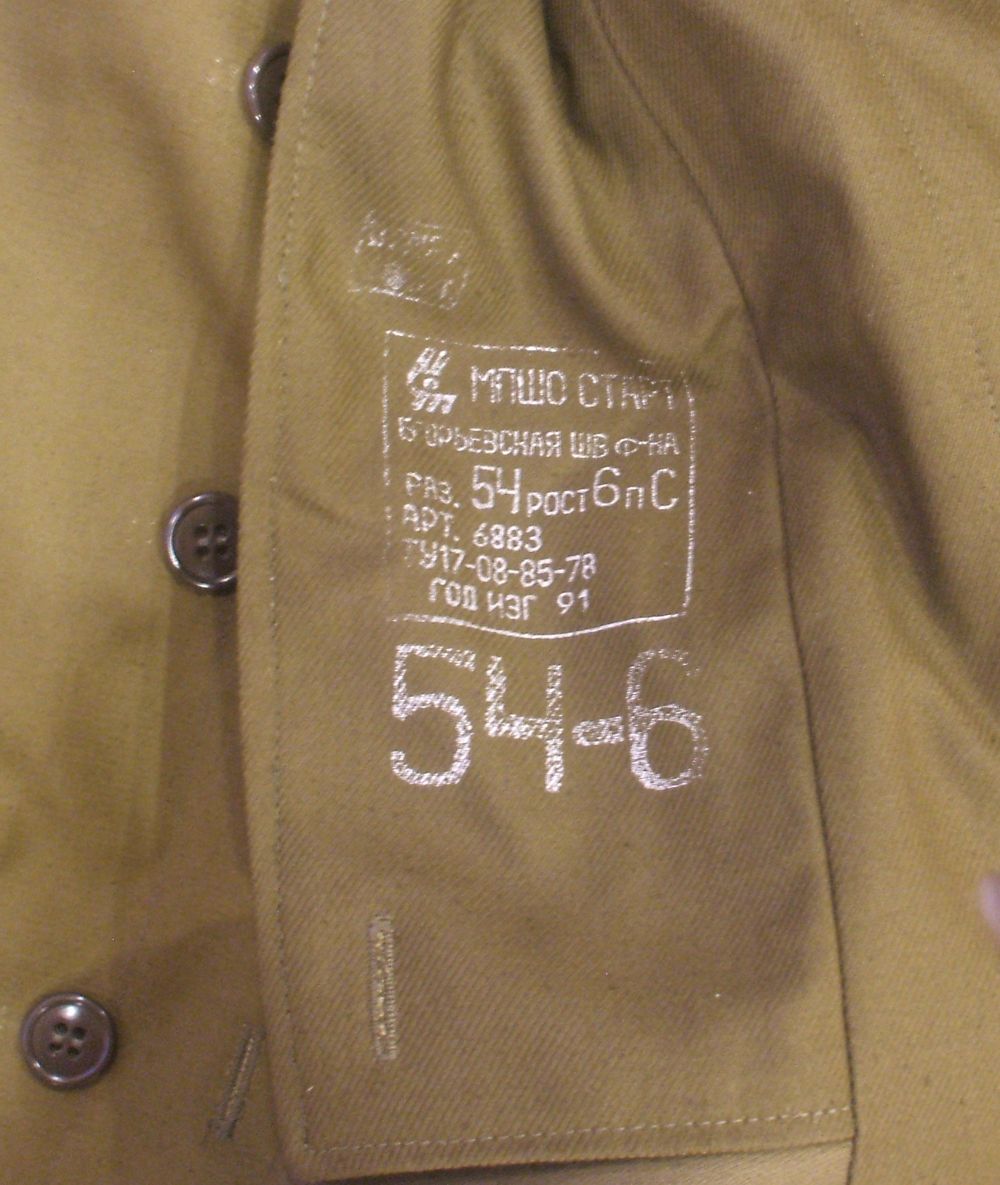 МПШО СТАРТ
ЕГОРЬЕВСКАЯ ШВ Ф-КА
РАЗ. 54 РОСТ 6 П С
АРТ. 6883
ТУ17-08-85-78
ГОД ИЗГ 91
54-6